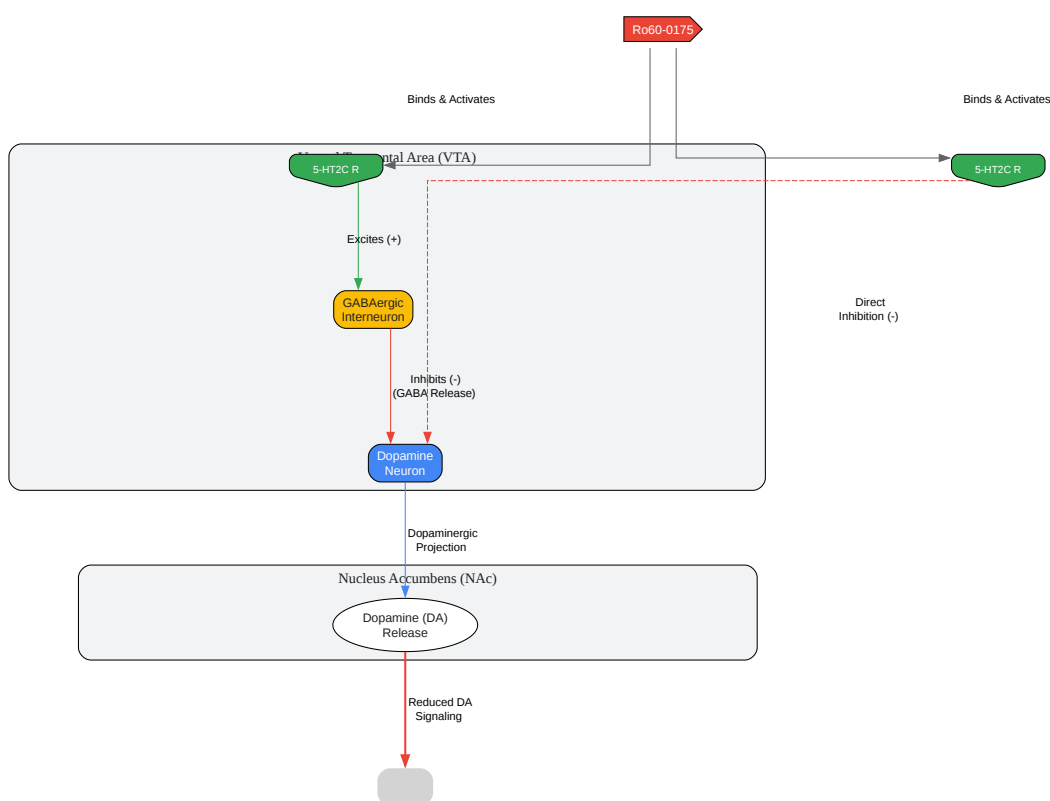 Ro60-0175
Binds & Activates
Binds & Activates
Area (VTA)
5-HT2C R
5-HT2C R
Excites (+)
GABAergic
Interneuron
Direct
Inhibition (-)
Inhibits (-)
(GABA Release)
Dopamine
Neuron
Dopaminergic
Projection
Nucleus Accumbens (NAc)
Dopamine (DA)
Release
Reduced DA
Signaling